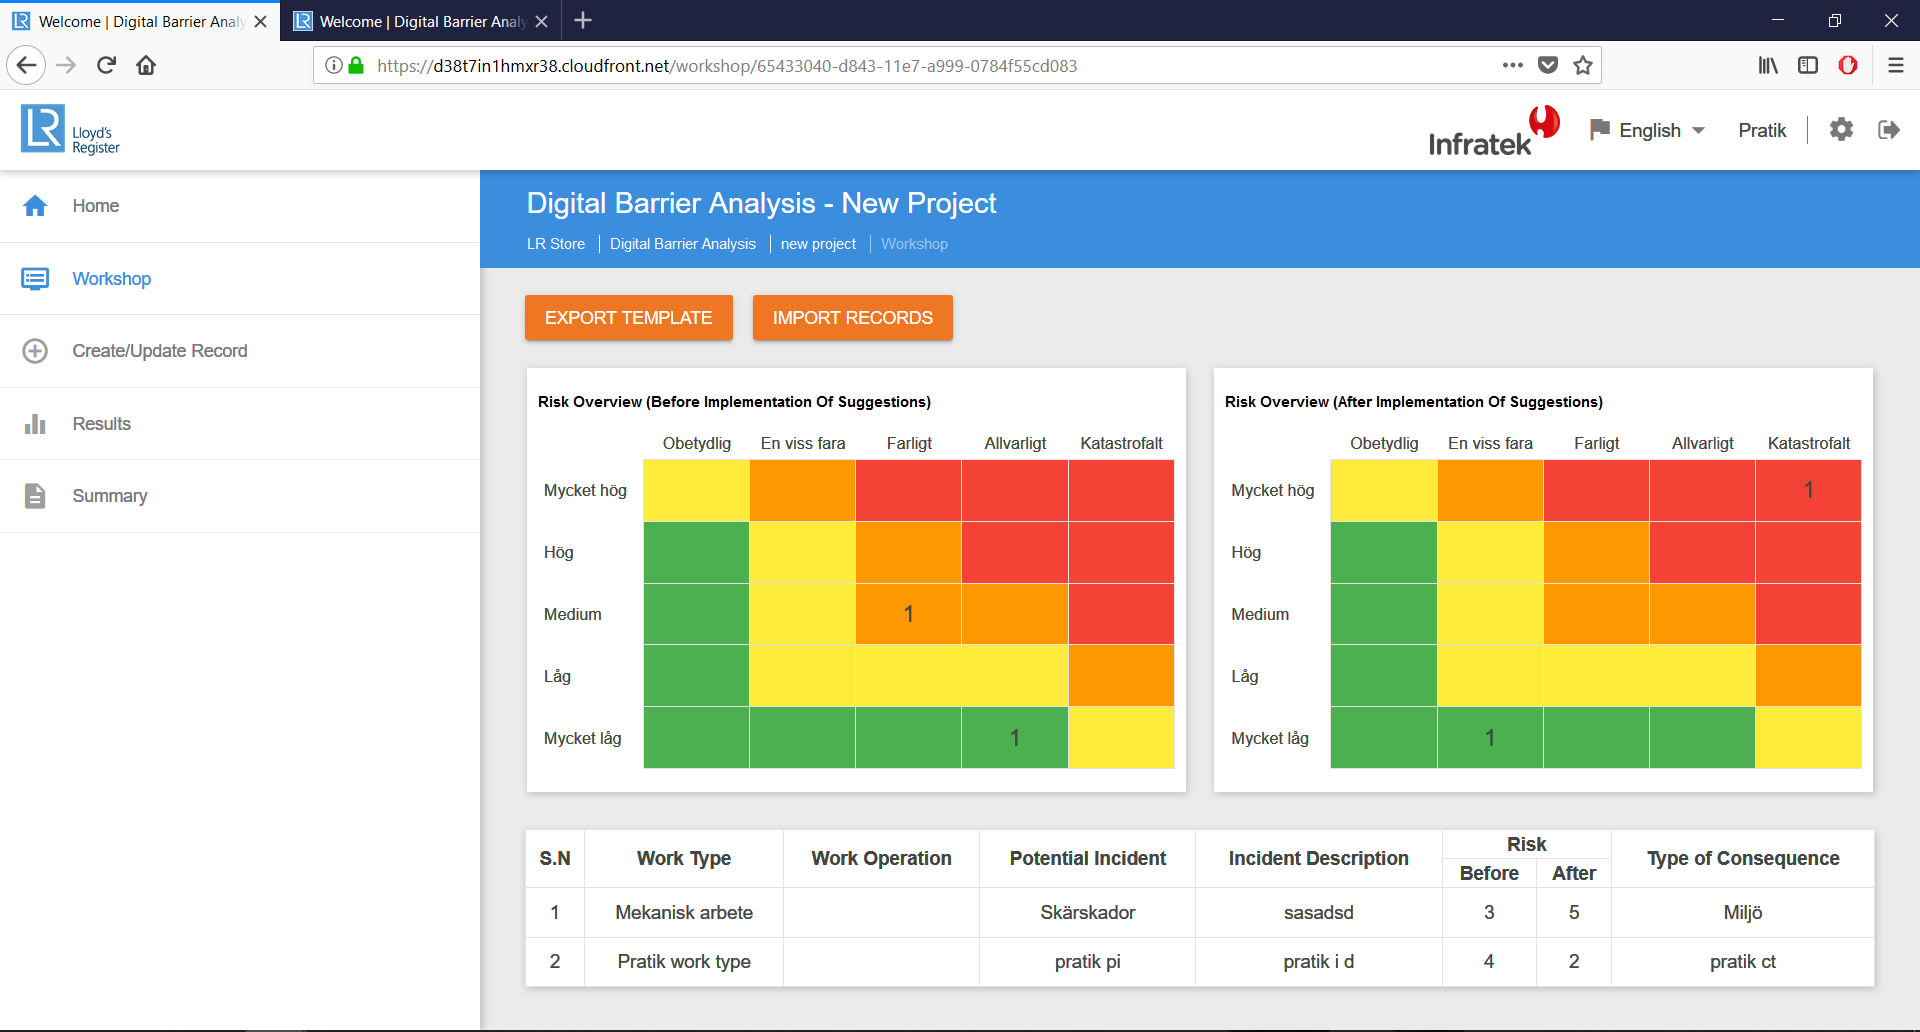 Welcome | Digital Barrier Analy
Welcome | Digital Barrier Analy
https://d38t7in1hmxr38.cloudfront.net/workshop/65433040-d843-11e7-a999-0784f55cd083
LR
Lloyd's
Register
Infratek
English
Pratik
Home
Workshop
Create/Update Record
Results
Summary
Digital Barrier Analysis - New Project
LR Store | Digital Barrier Analysis | new project | Workshop
EXPORT TEMPLATE
IMPORT RECORDS
Risk Overview (Before Implementation Of Suggestions)
Obetydlig En viss fara Farligt Allvarligt Katastrofalt
Mycket hög
Hög
Medium 1
Låg
Mycket låg 1
Risk Overview (After Implementation Of Suggestions)
Obetydlig En viss fara Farligt Allvarligt Katastrofalt
Mycket hög 1
Hög
Medium
Låg
Mycket låg 1
S.N Work Type Work Operation Potential Incident Incident Description Risk Type of Consequence
Before After
1 Mekanisk arbete Skärskador sasadsd 3 5 Miljö
2 Pratik work type pratik pi pratik i d 4 2 pratik ct